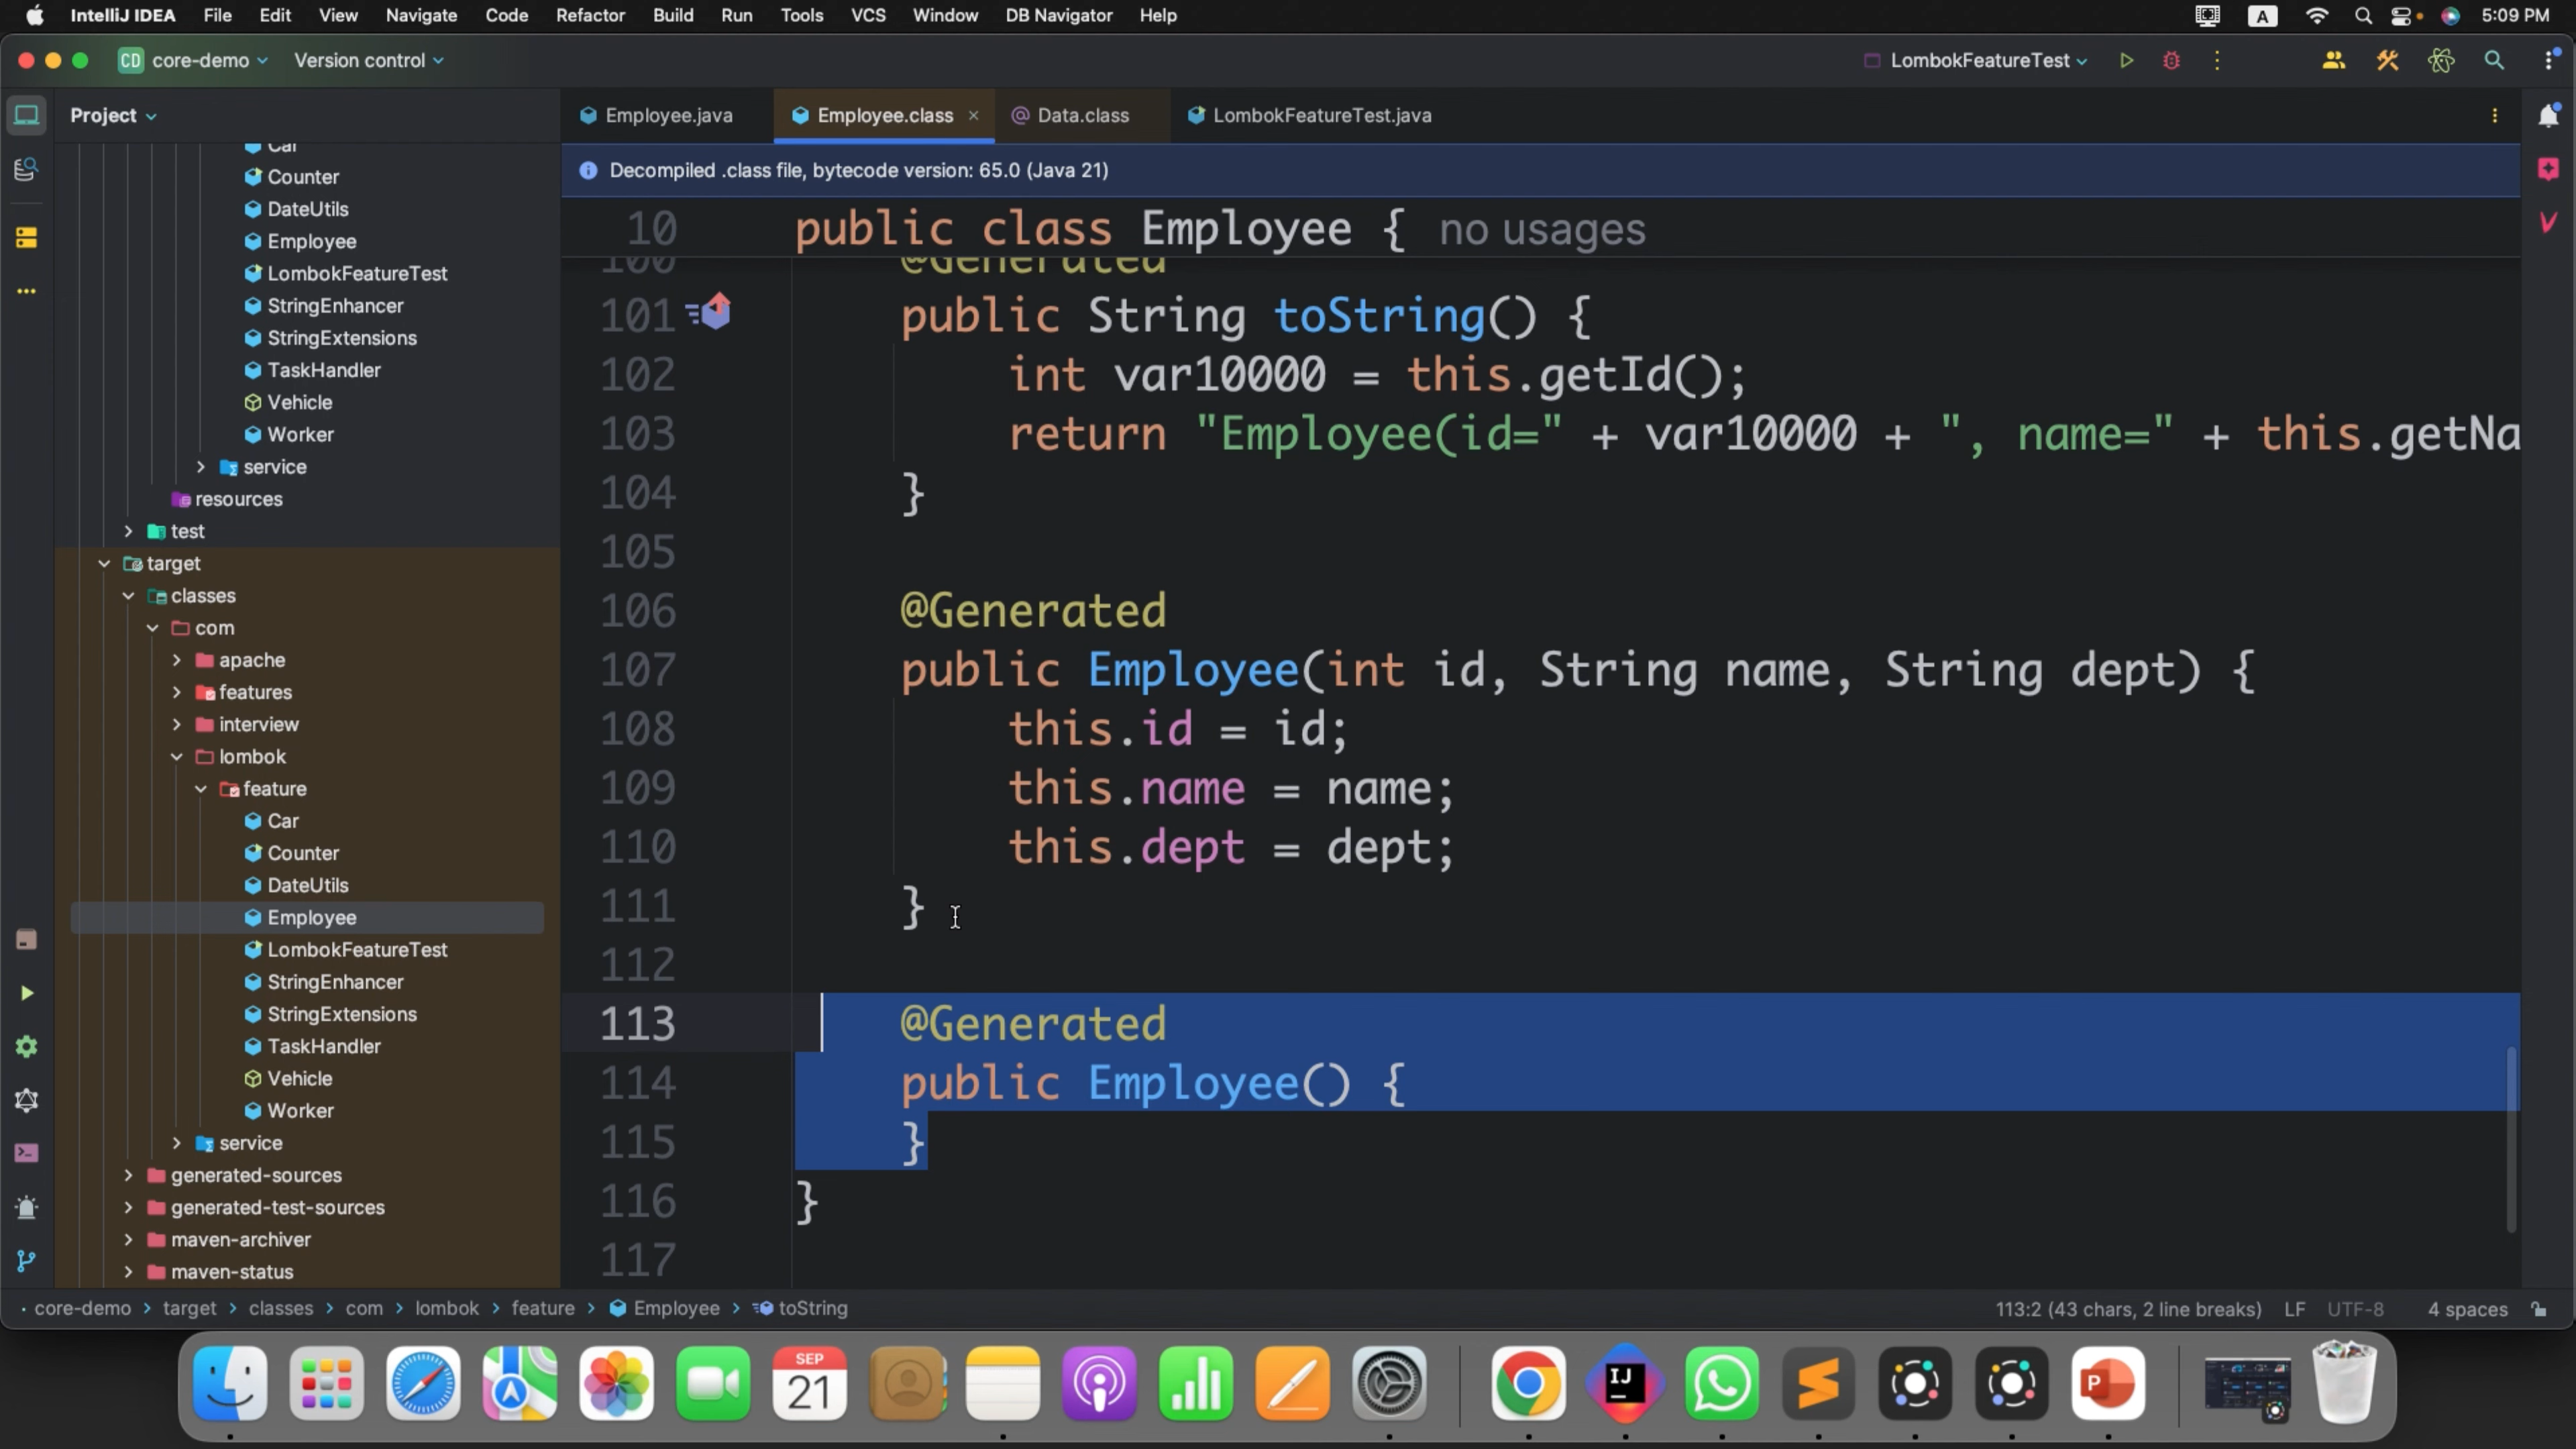 IntelliJ IDEA File Edit View Navigate Code Refactor Build Run Tools VCS Window DB Navigator Help A 5:09 PM
CD core-demo Version control LombokFeatureTest
Project Employee.java Employee.class Data.class LombokFeatureTest.java
Decompiled .class file, bytecode version: 65.0 (Java 21)
Car
Counter
DateUtils
Employee
LombokFeatureTest
StringEnhancer
StringExtensions
TaskHandler
Vehicle
Worker
service
resources
test
target
classes
com
apache
features
interview
lombok
feature
Car
Counter
DateUtils
Employee
LombokFeatureTest
StringEnhancer
StringExtensions
TaskHandler
Vehicle
Worker
service
generated-sources
generated-test-sources
maven-archiver
maven-status
10 public class Employee { no usages
100 @Generated
101 public String toString() {
102 int var10000 = this.getId();
103 return "Employee(id=" + var10000 + ", name=" + this.getNa
104 }
105
106 @Generated
107 public Employee(int id, String name, String dept) {
108 this.id = id;
109 this.name = name;
110 this.dept = dept;
111 }
112
113 @Generated
114 public Employee() {
115 }
116 }
117
core-demo > target > classes > com > lombok > feature > Employee > toString 113:2 (43 chars, 2 line breaks) LF UTF-8 4 spaces
SEP
21
IJ
P